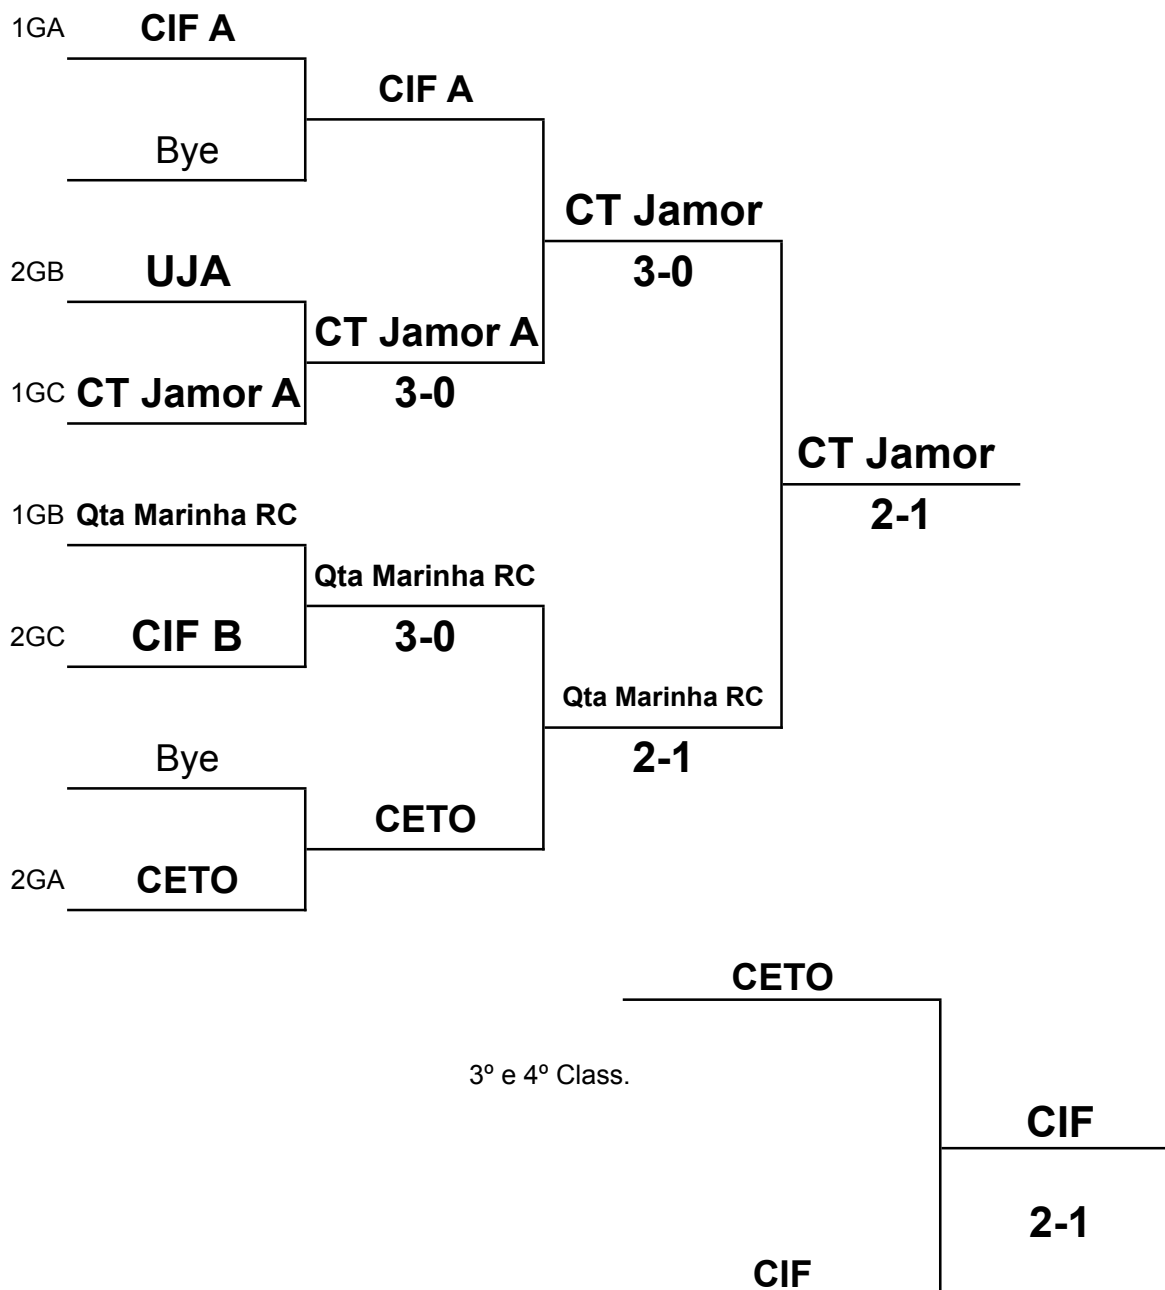 1GA CIF A
CIF A
Bye
CT Jamor
2GB UJA
3-0
CT Jamor A
1GC CT Jamor A
3-0
CT Jamor
1GB Qta Marinha RC
2-1
Qta Marinha RC
2GC CIF B
3-0
Qta Marinha RC
Bye
2-1
CETO
2GA CETO
CETO
3º e 4º Class.
CIF
2-1
CIF